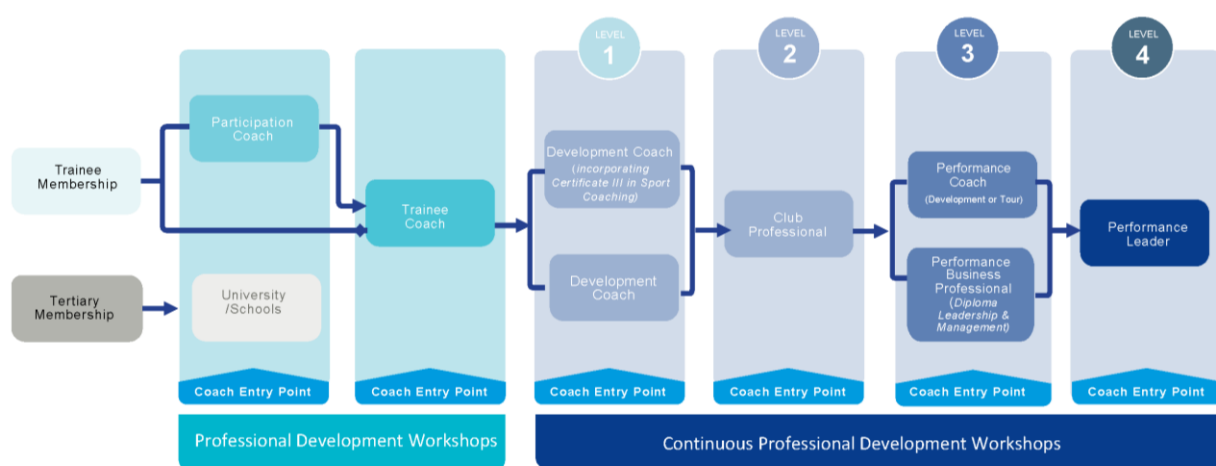 LEVEL
1
LEVEL
2
LEVEL
3
LEVEL
4
Trainee
Membership
Participation
Coach
Trainee
Coach
Development Coach
(incorporating
Certificate III in Sport
Coaching)
Development
Coach
Club
Professional
Performance
Coach
(Development or Tour)
Performance
Business
Professional
(Diploma
Leadership &
Management)
Performance
Leader
Tertiary
Membership
University
/Schools
Coach Entry Point
Coach Entry Point
Coach Entry Point
Coach Entry Point
Coach Entry Point
Coach Entry Point
Professional Development Workshops
Continuous Professional Development Workshops